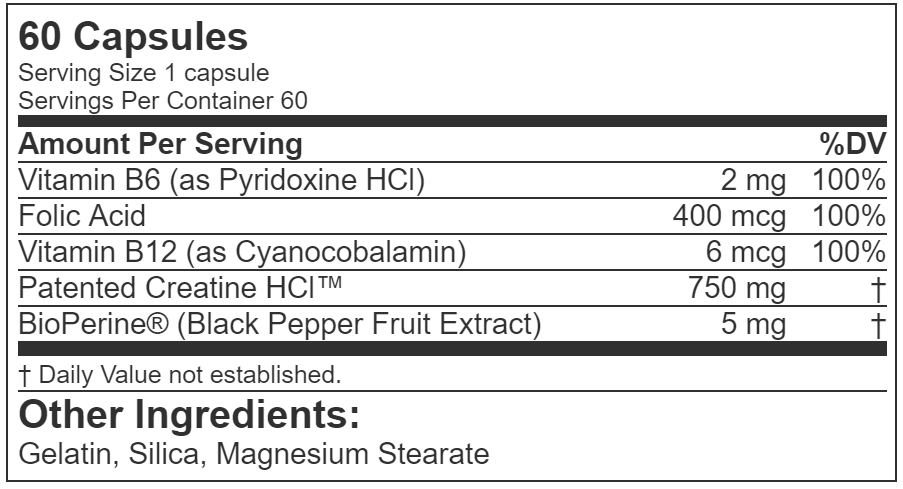 60 Capsules
Serving Size 1 capsule
Servings Per Container 60
Amount Per Serving %DV
Vitamin B6 (as Pyridoxine HCl) 2 mg 100%
Folic Acid 400 mcg 100%
Vitamin B12 (as Cyanocobalamin) 6 mcg 100%
Patented Creatine HCl™ 750 mg †
BioPerine® (Black Pepper Fruit Extract) 5 mg †
† Daily Value not established.
Other Ingredients:
Gelatin, Silica, Magnesium Stearate